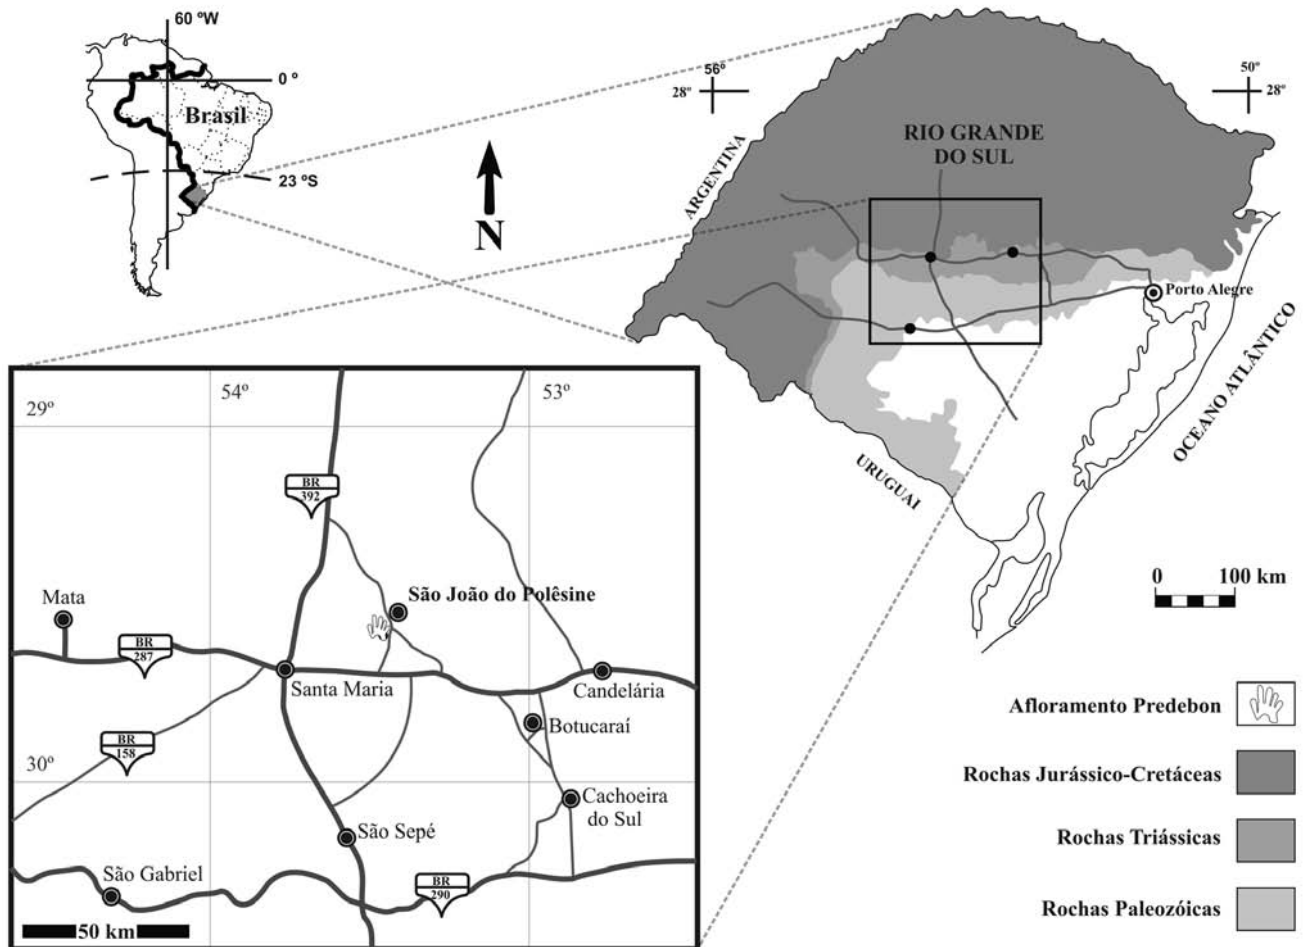 60 ºW
0 º
Brasil
23 ºS
N
56º
28º
50º
28º
RIO GRANDE
DO SUL
ARGENTINA
Porto Alegre
OCEANO ATLÂNTICO
URUGUAI
0 100 km
29º
54º
53º
BR
392
São João do Polêsine
Mata
BR
287
Santa Maria
Candelária
Botucaraí
BR
158
30º
Cachoeira
do Sul
São Sepé
São Gabriel
BR
290
50 km
Afloramento Predebon
Rochas Jurássico-Cretáceas
Rochas Triássicas
Rochas Paleozóicas